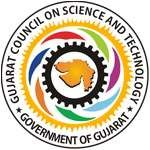 GUJARAT COUNCIL ON SCIENCE AND TECHNOLOGY
GOVERNMENT OF GUJARAT